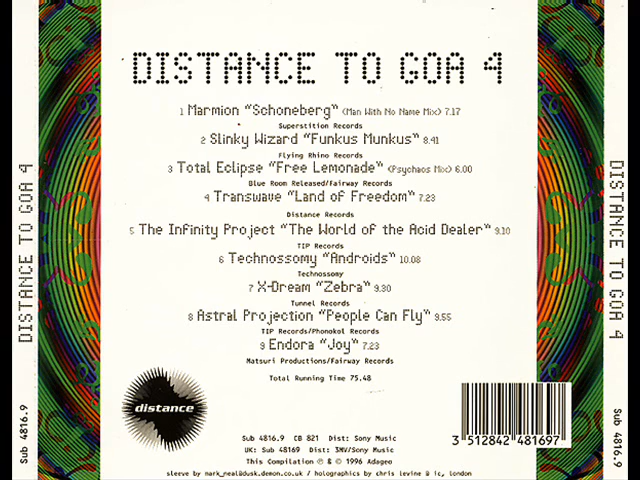 DISTANCE TO GOA 4
1 Marmion "Schoneberg" (Man With No Name Mix) 7.17
Superstition Records
2 Slinky Wizard "Funkus Munkus" 8.41
Flying Rhino Records
3 Total Eclipse "Free Lemonade" (Psychaos Mix) 6.00
Blue Room Released/Fairway Records
4 Transwave "Land of Freedom" 7.23
Distance Records
5 The Infinity Project "The World of the Acid Dealer" 9.10
TIP Records
6 Technossomy "Androids" 10.08
Technossomy
7 X-Dream "Zebra" 9.30
Tunnel Records
8 Astral Projection "People Can Fly" 9.55
TIP Records/Phonokol Records
9 Endora "Joy" 7.23
Matsuri Productions/Fairway Records
Total Running Time 75.48
distance
Sub 4816.9 CB 821 Dist: Sony Music
UK: Sub 48169 Dist: 3MV/Sony Music
This Compilation ℗ & © 1996 Adageo
sleeve by mark_neal@dusk.demon.co.uk / holographics by chris levine @ ic, london
3 512842 481697
DISTANCE TO GOA 4
Sub 4816.9
DISTANCE TO GOA 4
Sub 4816.9